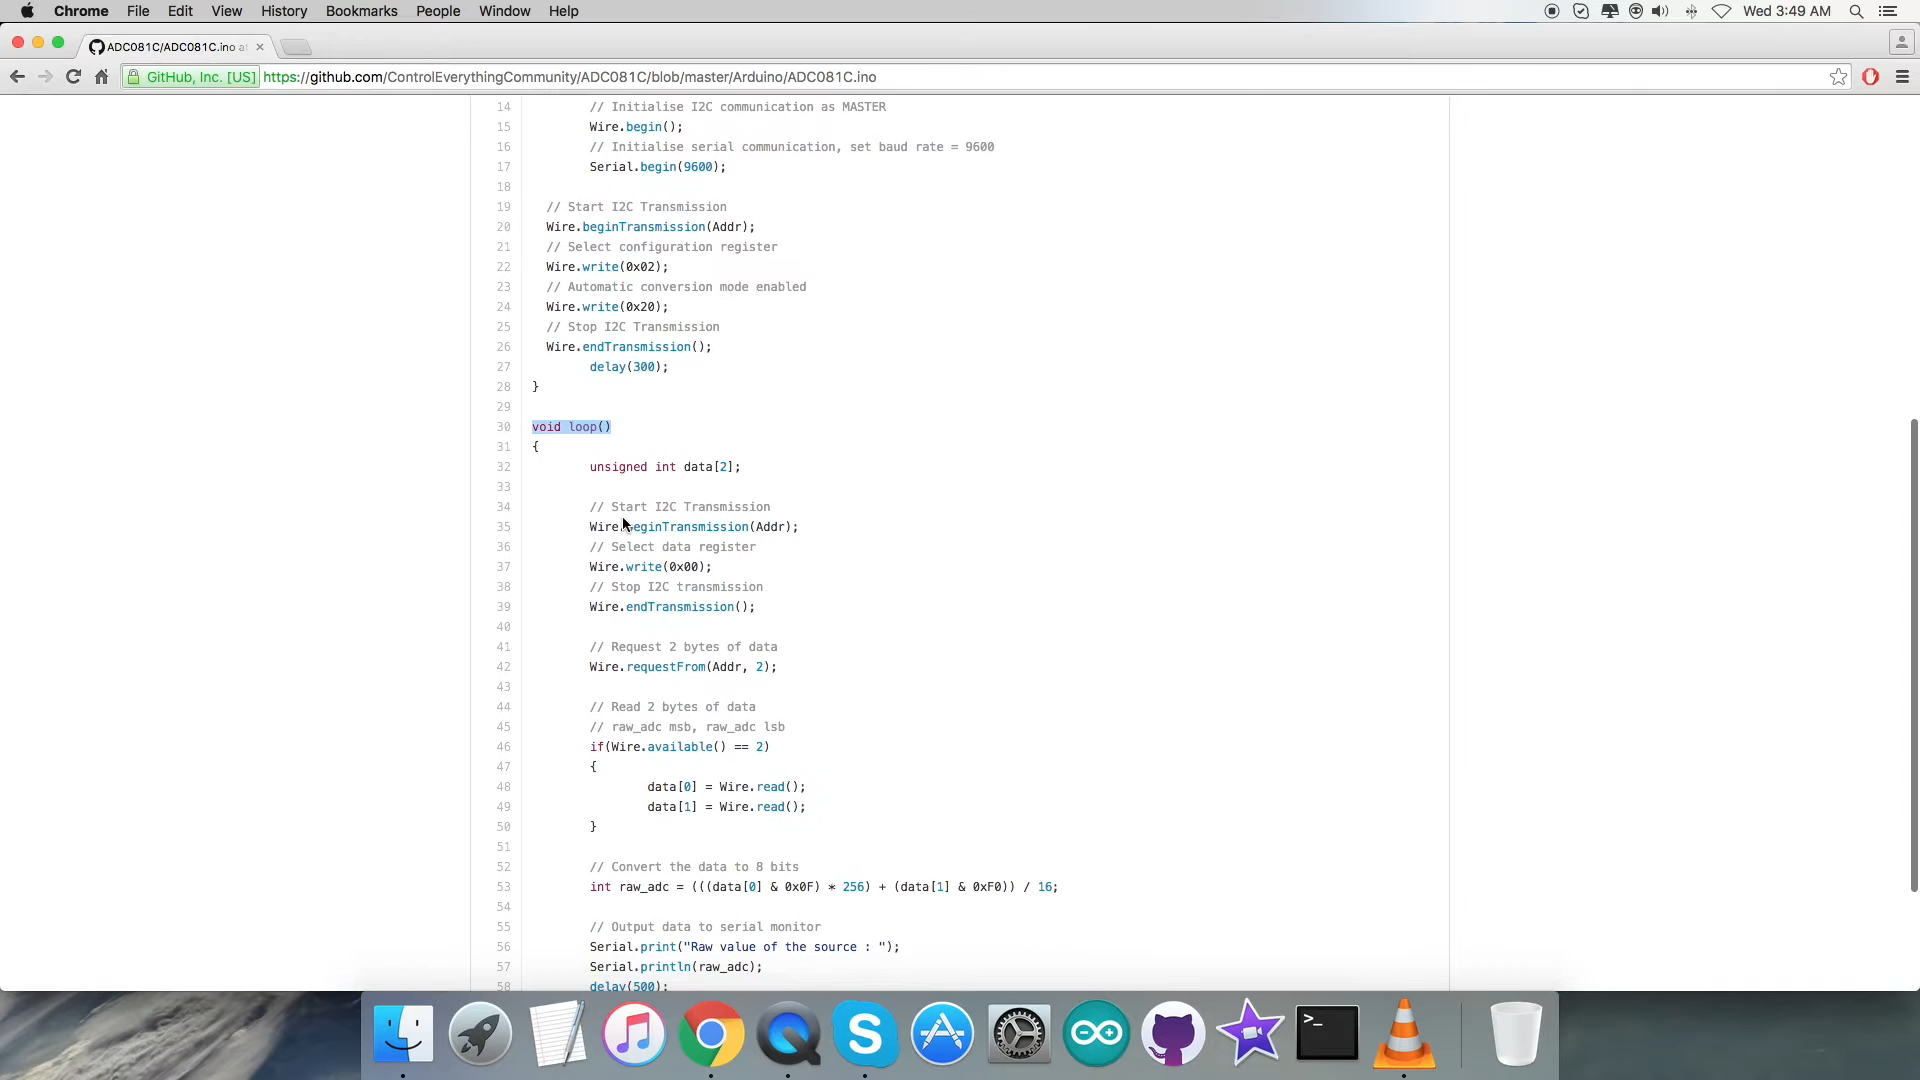 Chrome File Edit View History Bookmarks People Window Help Wed 3:49 AM
ADC081C/ADC081C.ino a
GitHub, Inc. [US] https://github.com/ControlEverythingCommunity/ADC081C/blob/master/Arduino/ADC081C.ino
14 // Initialise I2C communication as MASTER
15 Wire.begin();
16 // Initialise serial communication, set baud rate = 9600
17 Serial.begin(9600);
18
19 // Start I2C Transmission
20 Wire.beginTransmission(Addr);
21 // Select configuration register
22 Wire.write(0x02);
23 // Automatic conversion mode enabled
24 Wire.write(0x20);
25 // Stop I2C Transmission
26 Wire.endTransmission();
27 delay(300);
28 }
29
30 void loop()
31 {
32 unsigned int data[2];
33
34 // Start I2C Transmission
35 Wire.beginTransmission(Addr);
36 // Select data register
37 Wire.write(0x00);
38 // Stop I2C transmission
39 Wire.endTransmission();
40
41 // Request 2 bytes of data
42 Wire.requestFrom(Addr, 2);
43
44 // Read 2 bytes of data
45 // raw_adc msb, raw_adc lsb
46 if(Wire.available() == 2)
47 {
48 data[0] = Wire.read();
49 data[1] = Wire.read();
50 }
51
52 // Convert the data to 8 bits
53 int raw_adc = (((data[0] & 0x0F) * 256) + (data[1] & 0xF0)) / 16;
54
55 // Output data to serial monitor
56 Serial.print("Raw value of the source : ");
57 Serial.println(raw_adc);
58 delay(500);